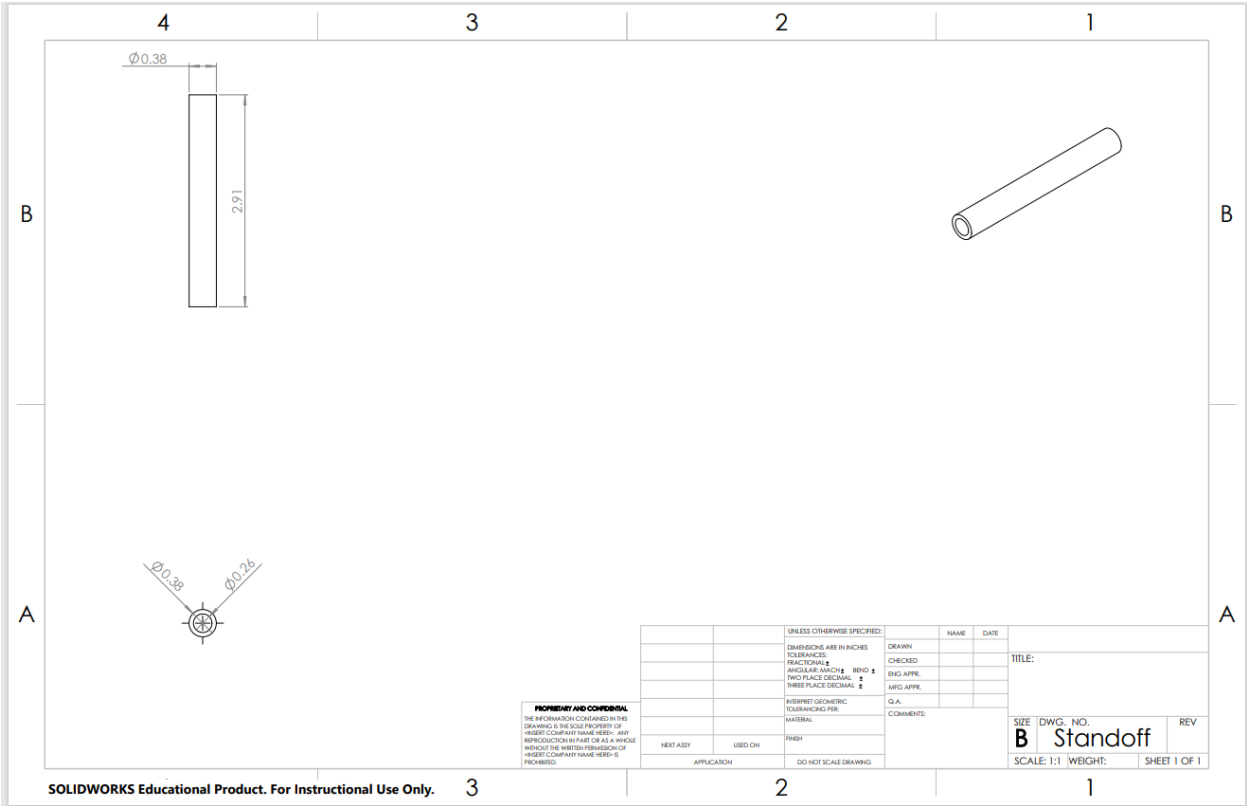 4 3 2 1
Ø0.38
2.91
B B
Ø0.38 Ø0.26
A A
PROPRIETARY AND CONFIDENTIAL
THE INFORMATION CONTAINED IN THIS
DRAWING IS THE SOLE PROPERTY OF
<INSERT COMPANY NAME HERE>. ANY
REPRODUCTION IN PART OR AS A WHOLE
WITHOUT THE WRITTEN PERMISSION OF
<INSERT COMPANY NAME HERE> IS
PROHIBITED.
NEXT ASSY USED ON
APPLICATION
UNLESS OTHERWISE SPECIFIED:
DIMENSIONS ARE IN INCHES
TOLERANCES:
FRACTIONAL ±
ANGULAR: MACH ± BEND ±
TWO PLACE DECIMAL ±
THREE PLACE DECIMAL ±
INTERPRET GEOMETRIC
TOLERANCING PER:
MATERIAL
FINISH
DO NOT SCALE DRAWING
NAME DATE
DRAWN
CHECKED
ENG APPR.
MFG APPR.
Q.A.
COMMENTS:
TITLE:
SIZE DWG. NO. REV
B Standoff
SCALE: 1:1 WEIGHT: SHEET 1 OF 1
SOLIDWORKS Educational Product. For Instructional Use Only.
3 2 1